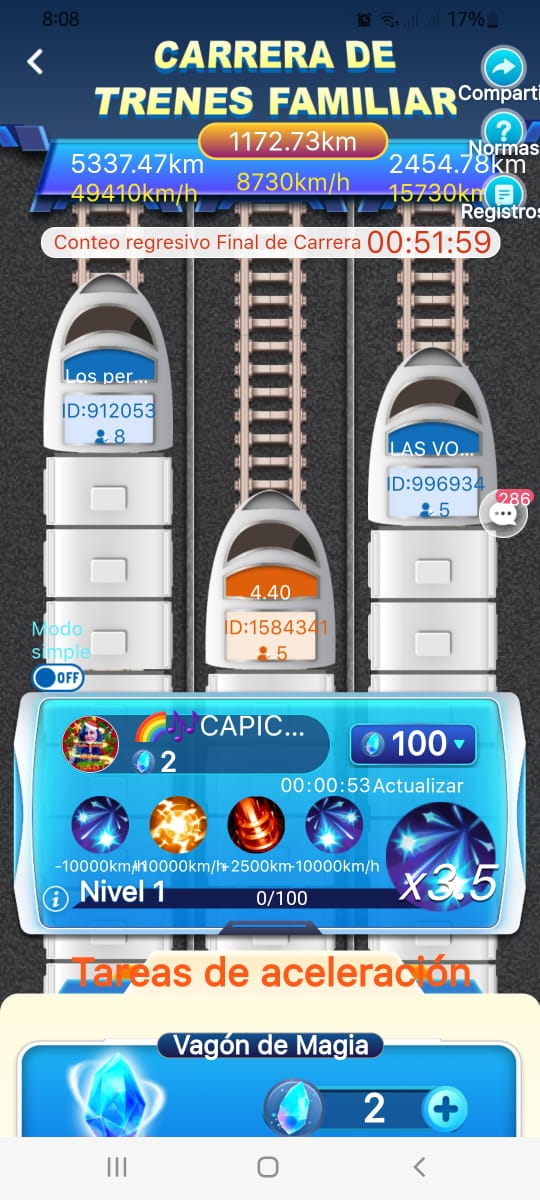 8:08
17%
CARRERA DE
TRENES FAMILIAR
Comparti
Normas
Registros
1172.73km
5337.47km
2454.78km
49410km/h
8730km/h
15730km
Conteo regresivo Final de Carrera 00:51:59
Los per...
ID:912053
8
LAS VO...
ID:996934
5
286
4.40
ID:1584341
5
Modo
simple
OFF
🌈🎶CAPIC...
2
100
00:00:53Actualizar
-10000km/h
+10000km/h
+2500km
-10000km/h
x3.5
Nivel 1
0/100
Tareas de aceleración
Vagón de Magia
2